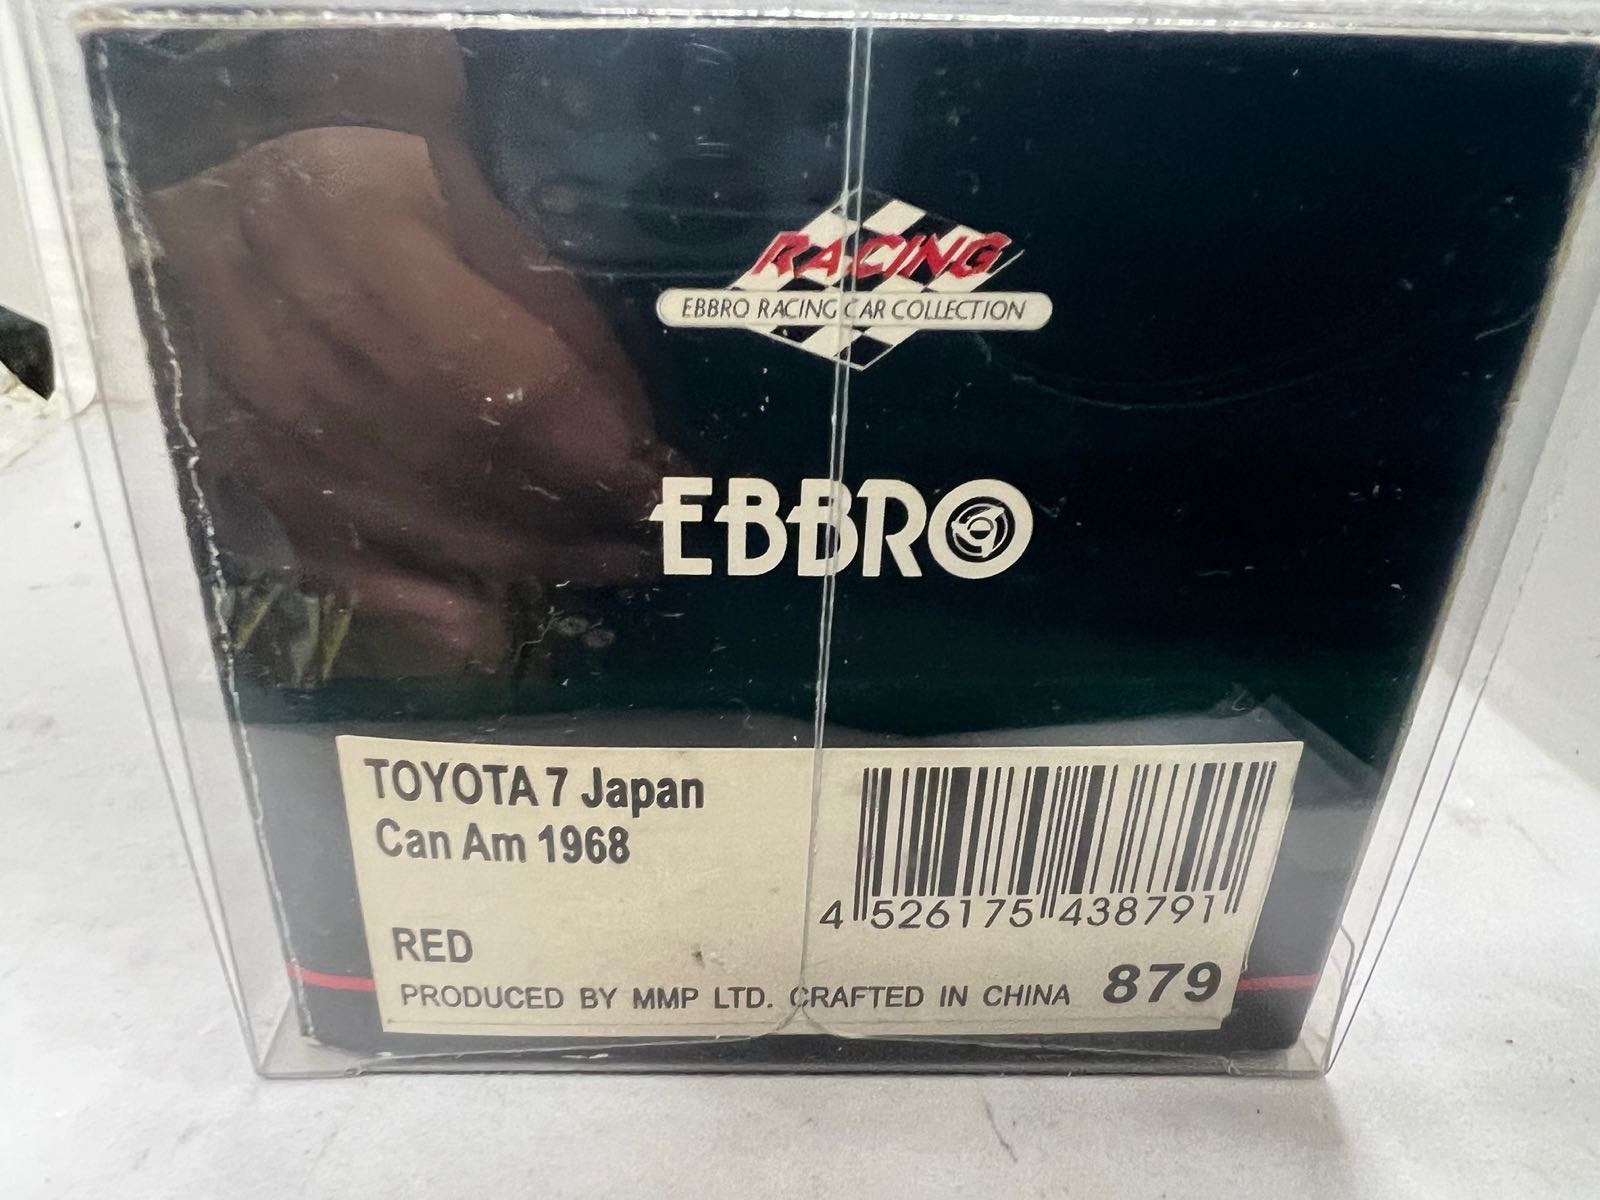 RACING
EBBRO RACING CAR COLLECTION
EBBRO
TOYOTA 7 Japan
Can Am 1968
RED
4 526175 438791
PRODUCED BY MMP LTD. CRAFTED IN CHINA 879